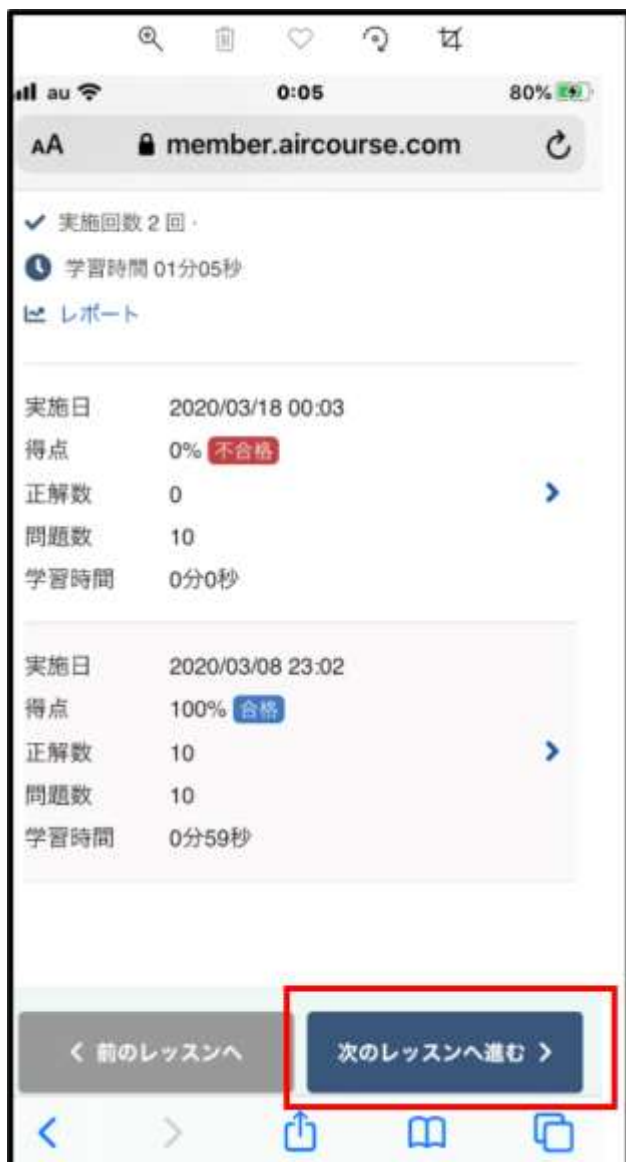 au 0:05 80%
AA member.aircourse.com
実施回数 2 回 ·
学習時間 01分05秒
レポート
実施日 2020/03/18 00:03
得点 0% 不合格
正解数 0
問題数 10
学習時間 0分0秒
実施日 2020/03/08 23:02
得点 100% 合格
正解数 10
問題数 10
学習時間 0分59秒
前のレッスンへ 次のレッスンへ進む